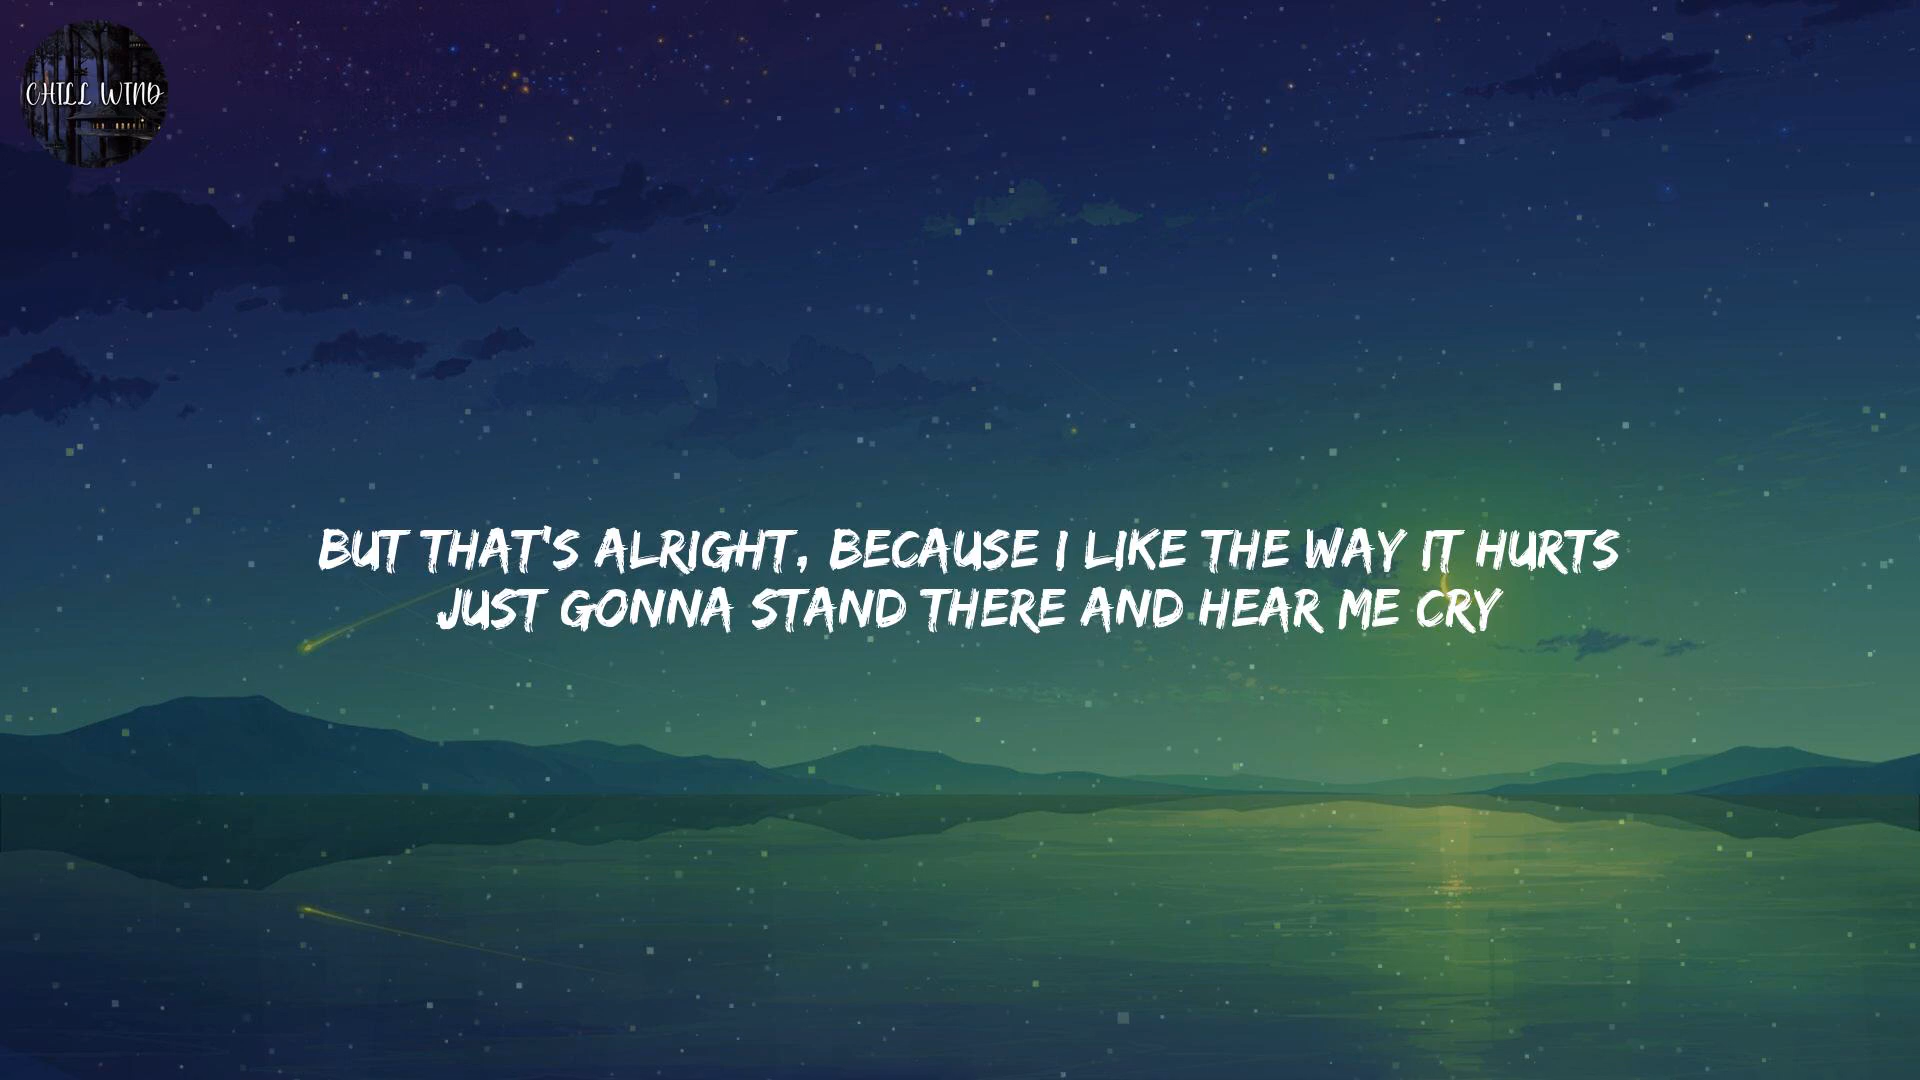 CHILL WIND
BUT THAT'S ALRIGHT, BECAUSE I LIKE THE WAY IT HURTS
JUST GONNA STAND THERE AND HEAR ME CRY